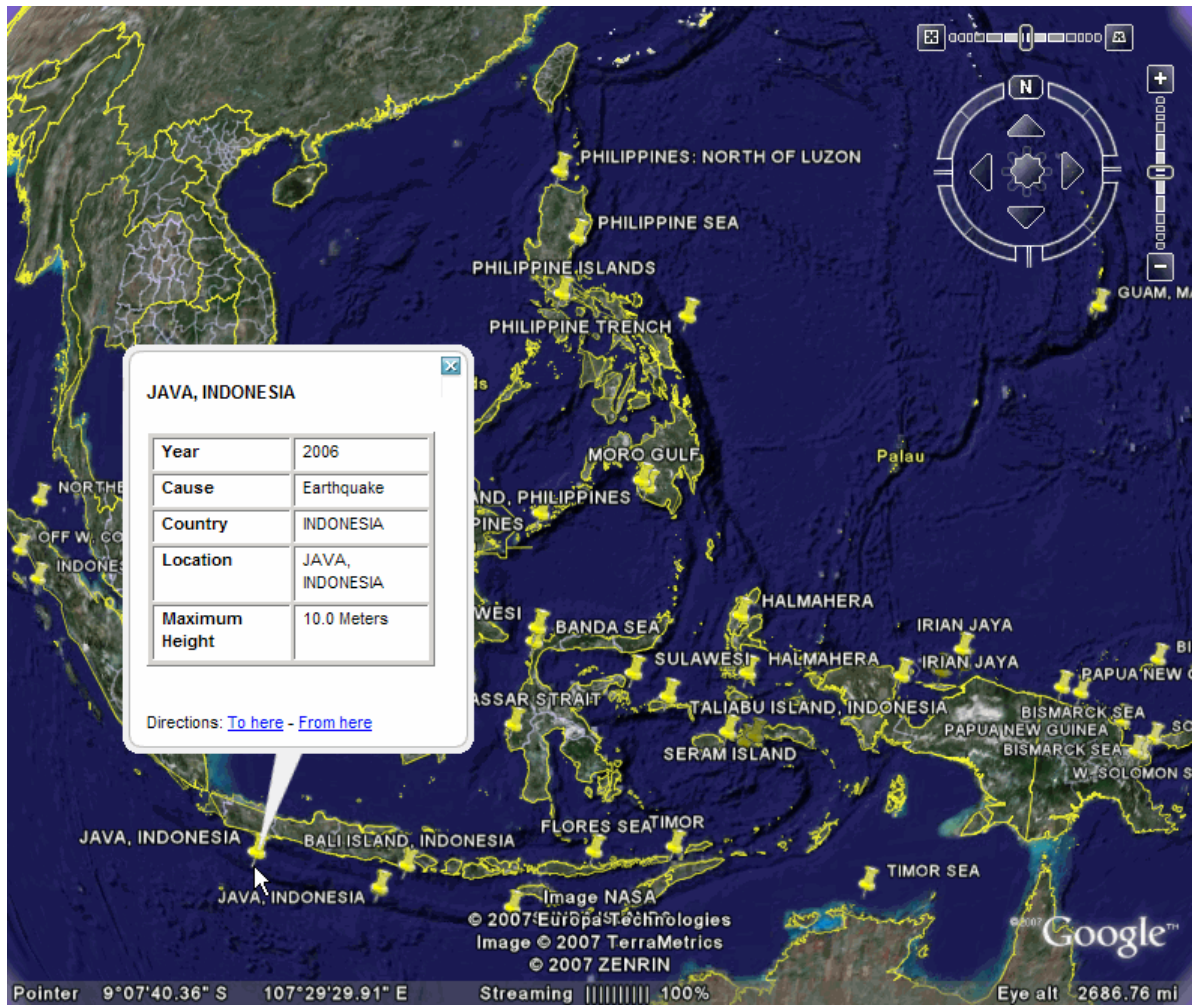 N
PHILIPPINES: NORTH OF LUZON
PHILIPPINE SEA
PHILIPPINE ISLANDS
GUAM, MA
PHILIPPINE TRENCH
JAVA, INDONESIA
Year 2006
Cause Earthquake
Country INDONESIA
Location JAVA,
INDONESIA
Maximum 10.0 Meters
Height
Directions: To here - From here
MORO GULF
Palau
NORTHE
AND, PHILIPPINES
PINES
OFF W. CO
INDONES
HALMAHERA
WESI
BANDA SEA
IRIAN JAYA
SULAWESI
HALMAHERA
IRIAN JAYA
BI
PAPUA NEW G
ASSAR STRAIT
TALIABU ISLAND, INDONESIA
BISMARCK SEA
PAPUA NEW GUINEA
SO
SERAM ISLAND
BISMARCK SEA
W. SOLOMON S
JAVA, INDONESIA
BALI ISLAND, INDONESIA
FLORES SEA
TIMOR
TIMOR SEA
JAVA, INDONESIA
Image NASA
© 2007 Europa Technologies
Image © 2007 TerraMetrics
© 2007 ZENRIN
©2007 Google™
Pointer 9°07'40.36" S 107°29'29.91" E Streaming |||||||||| 100% Eye alt 2686.76 mi